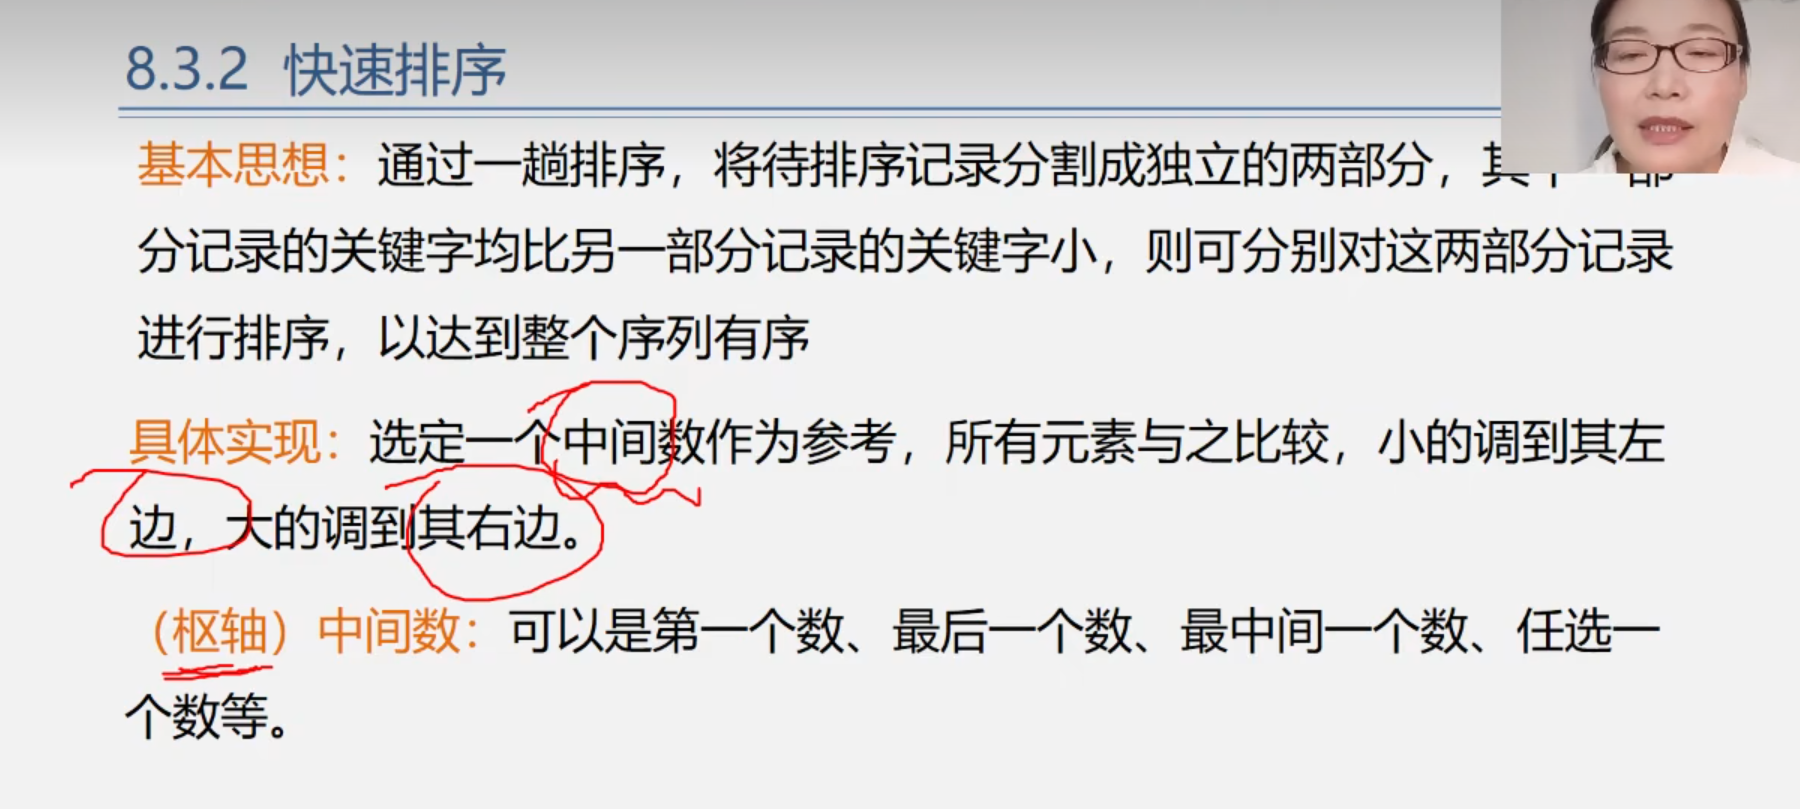 8.3.2 快速排序
基本思想：通过一趟排序，将待排序记录分割成独立的两部分，其
分记录的关键字均比另一部分记录的关键字小，则可分别对这两部分记录
进行排序，以达到整个序列有序
具体实现：选定一个中间数作为参考，所有元素与之比较，小的调到其左
边，大的调到其右边。
（枢轴）中间数：可以是第一个数、最后一个数、最中间一个数、任选一
个数等。